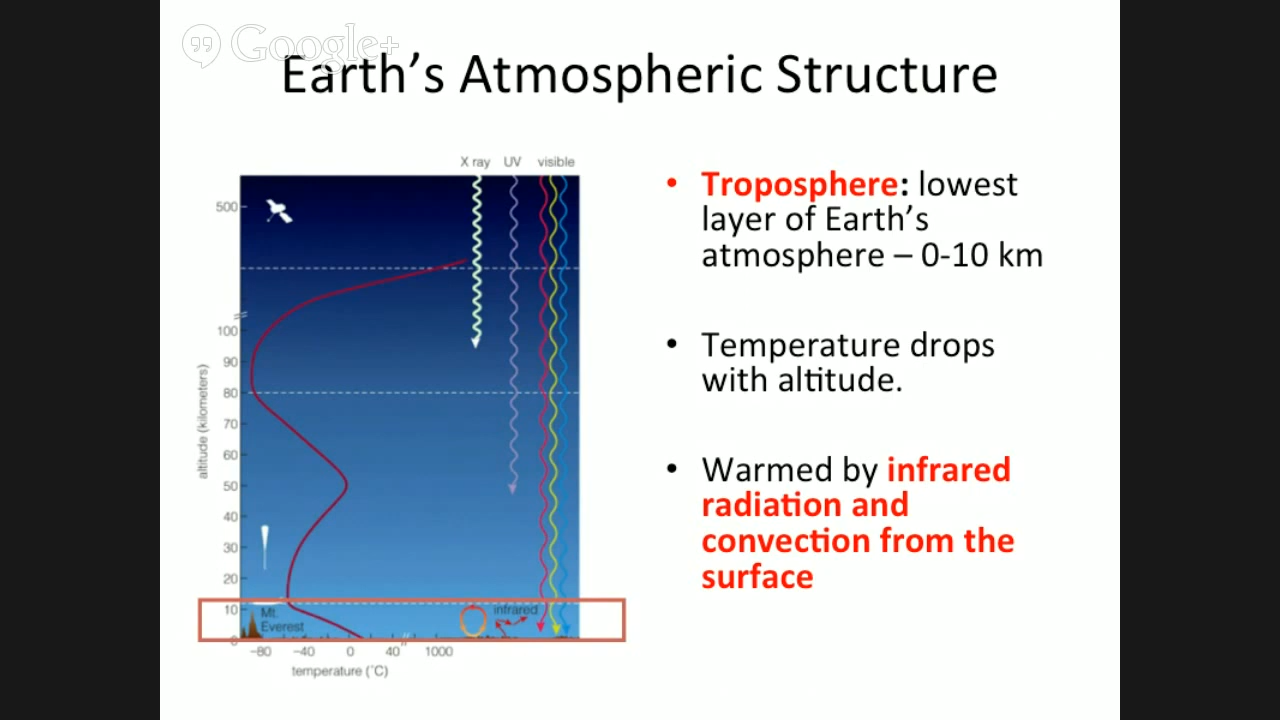 Google+
Earth's Atmospheric Structure
X ray UV visible
500
100
90
80
70
60
50
40
30
20
10
0
altitude (kilometers)
Mt.
Everest
infrared
−80 −40 0 40 1000
temperature (°C)
• Troposphere: lowest
layer of Earth's
atmosphere – 0-10 km
• Temperature drops
with altitude.
• Warmed by infrared
radiation and
convection from the
surface